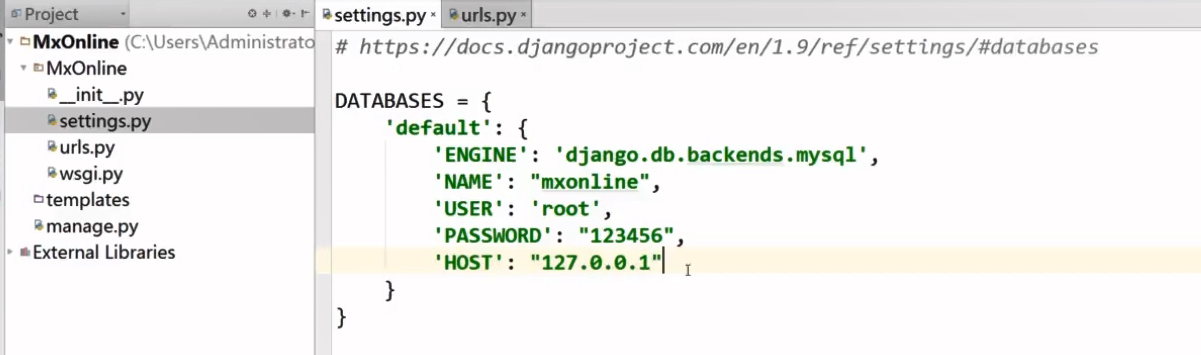 Project
settings.py
urls.py
MxOnline (C:\Users\Administrato
MxOnline
__init__.py
settings.py
urls.py
wsgi.py
templates
manage.py
External Libraries
# https://docs.djangoproject.com/en/1.9/ref/settings/#databases
DATABASES = {
'default': {
'ENGINE': 'django.db.backends.mysql',
'NAME': "mxonline",
'USER': 'root',
'PASSWORD': "123456",
'HOST': "127.0.0.1"
}
}